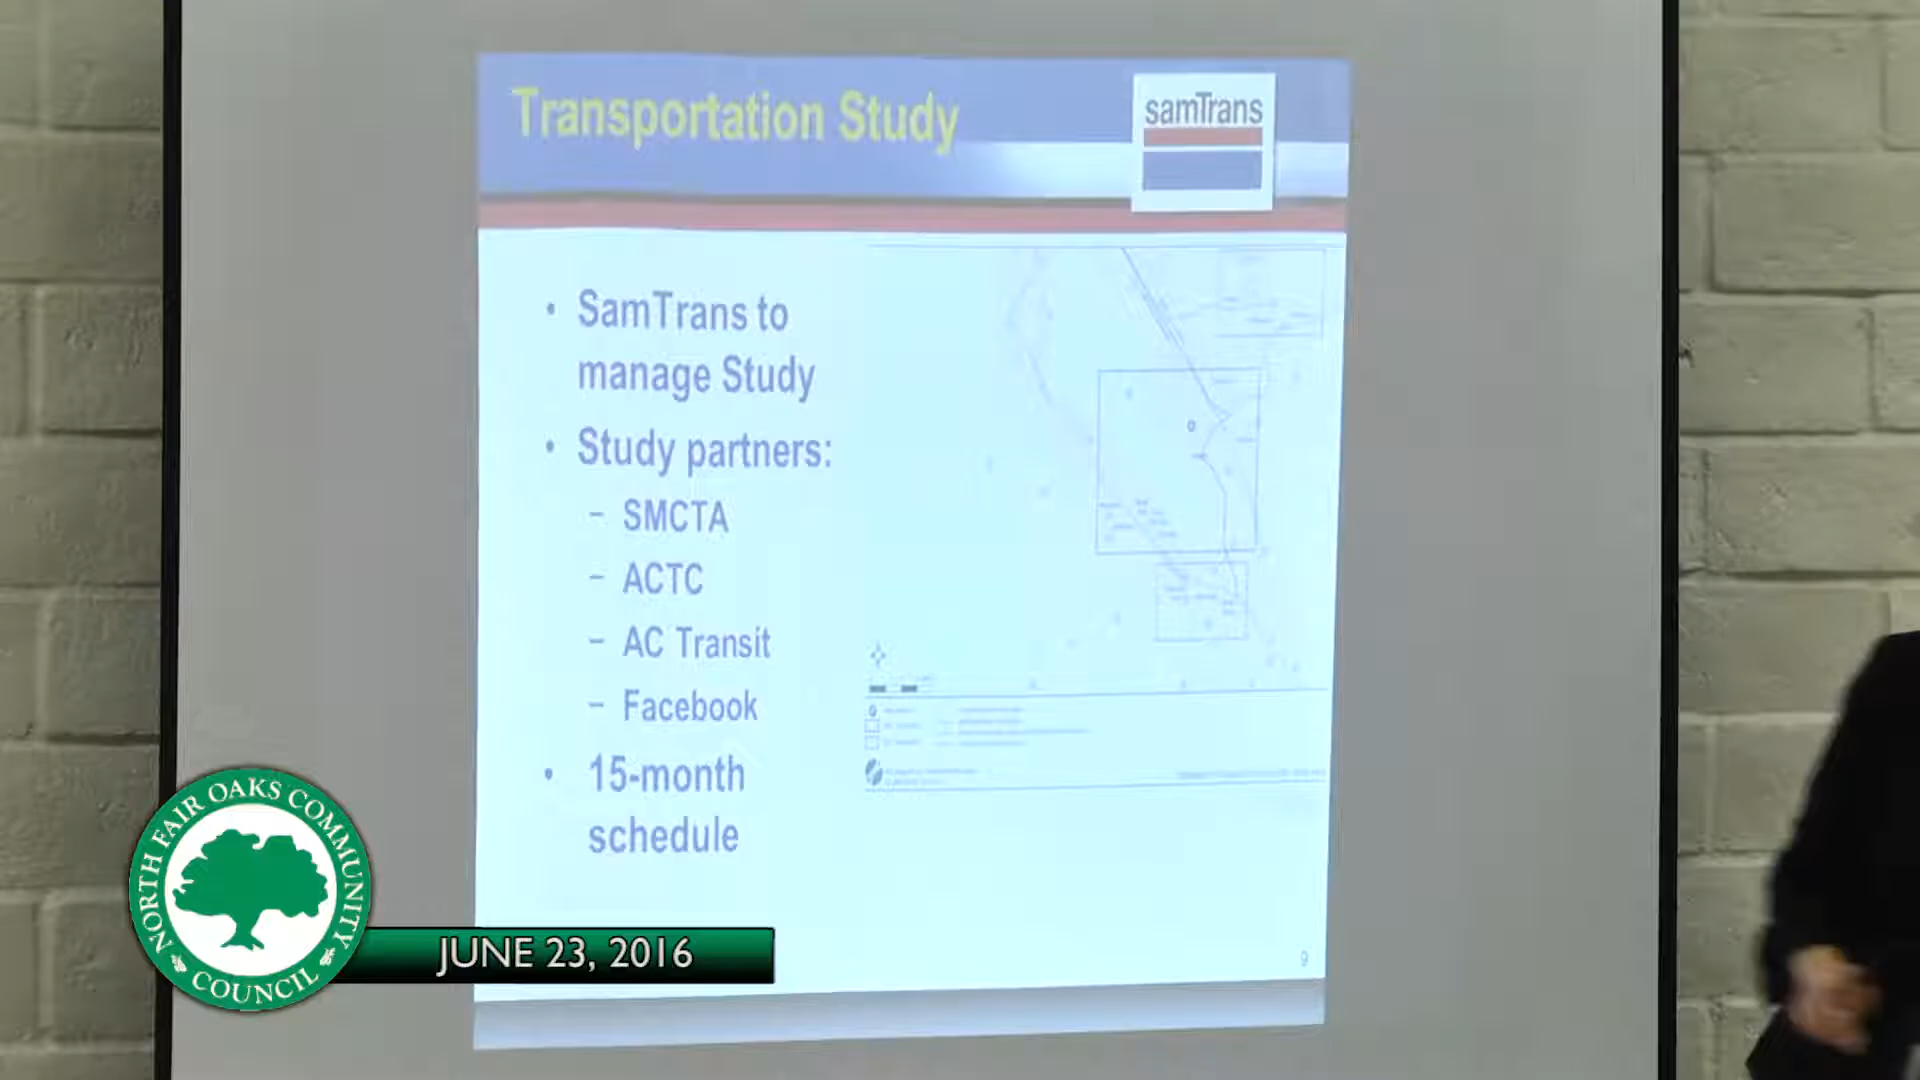 Transportation Study
samTrans
• SamTrans to
manage Study
• Study partners:
– SMCTA
– ACTC
– AC Transit
– Facebook
• 15-month
schedule
9
NORTH FAIR OAKS COMMUNITY
COUNCIL
JUNE 23, 2016